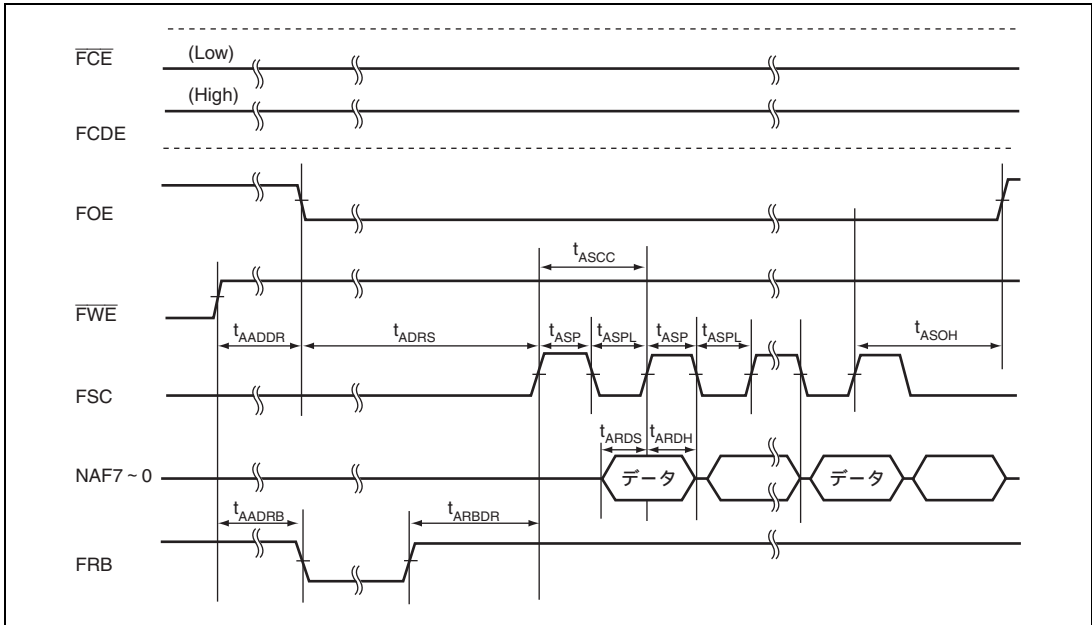 FCE
(Low)
(High)
FCDE
FOE
tASCC
FWE
tAADDR
tADRS
tASP
tASPL
tASP
tASPL
tASOH
FSC
tARDS
tARDH
NAF7 ~ 0
データ
データ
tAADRB
tARBDR
FRB